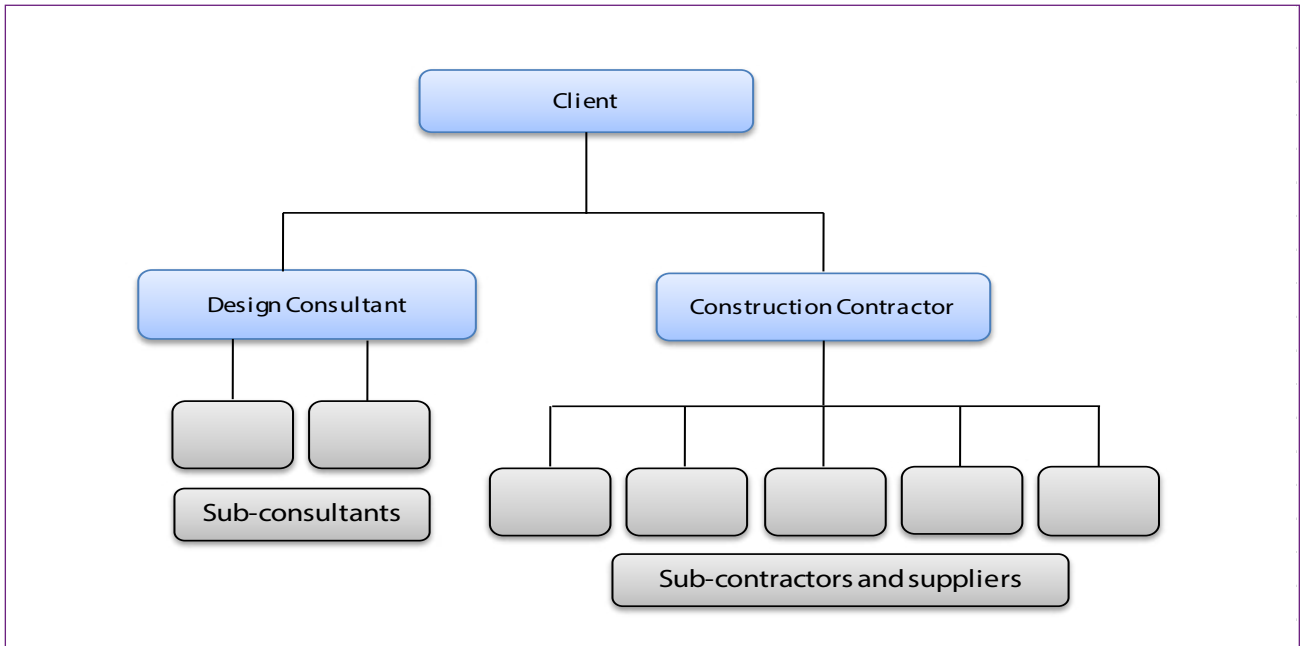 Client
Design Consultant
Construction Contractor
Sub-consultants
Sub-contractors and suppliers